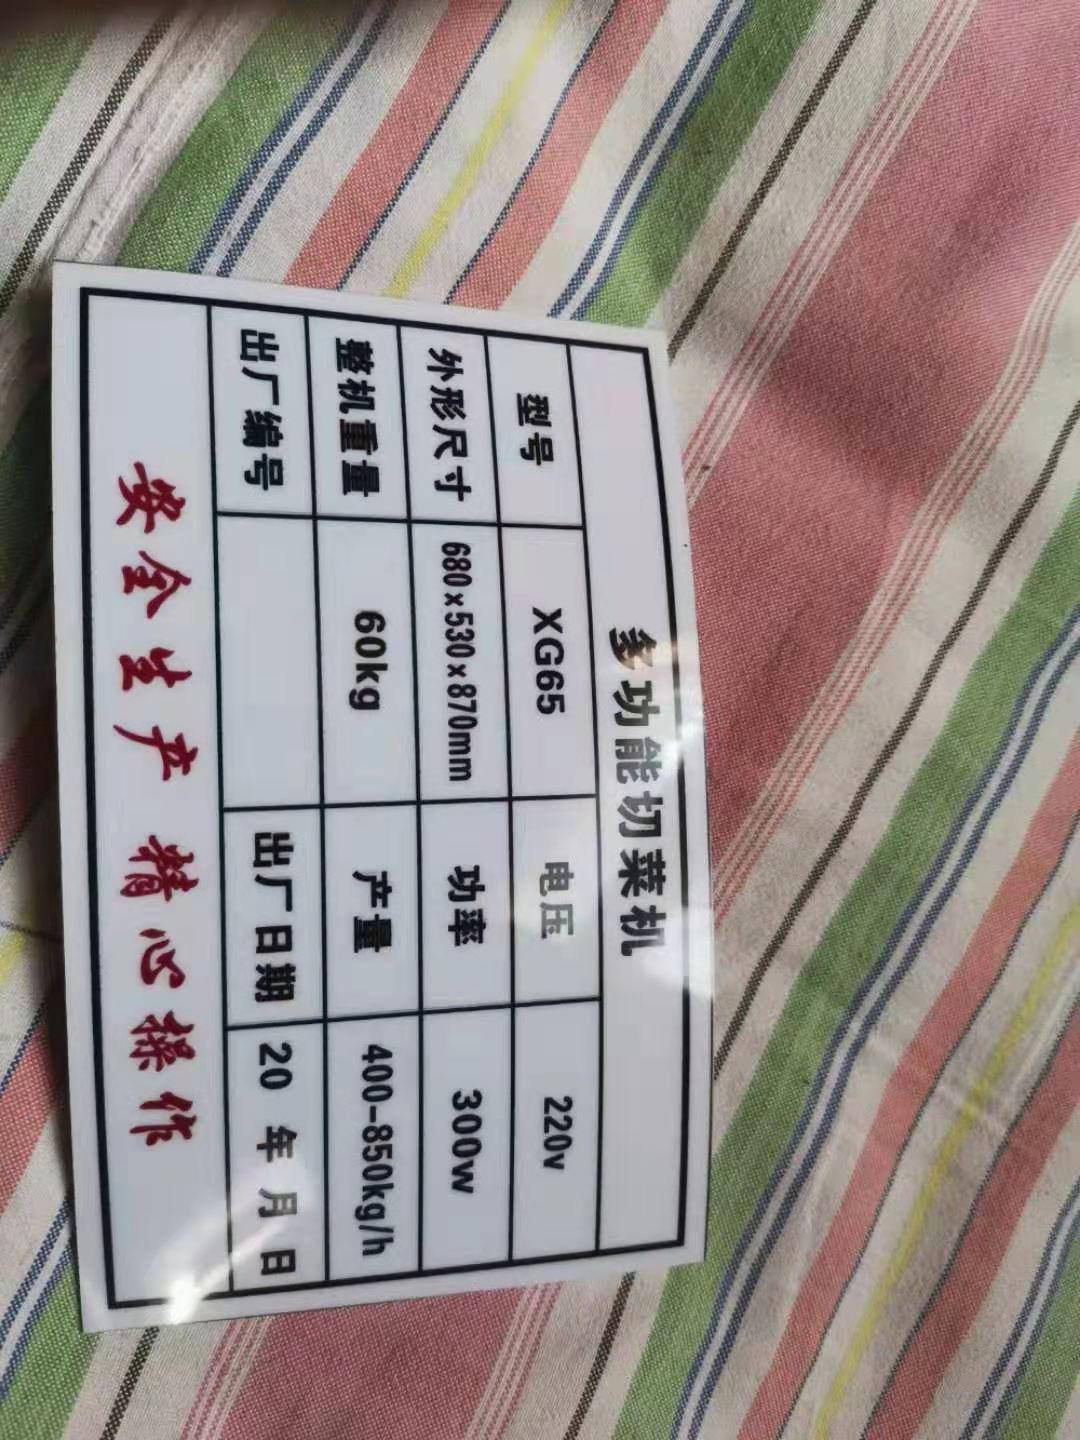 多功能切菜机
型号 XG65 电压 220v
外形尺寸 680×530×870mm 功率 300w
整机重量 60kg 产量 400-850kg/h
出厂编号 出厂日期 20 年 月 日
安全生产 精心操作